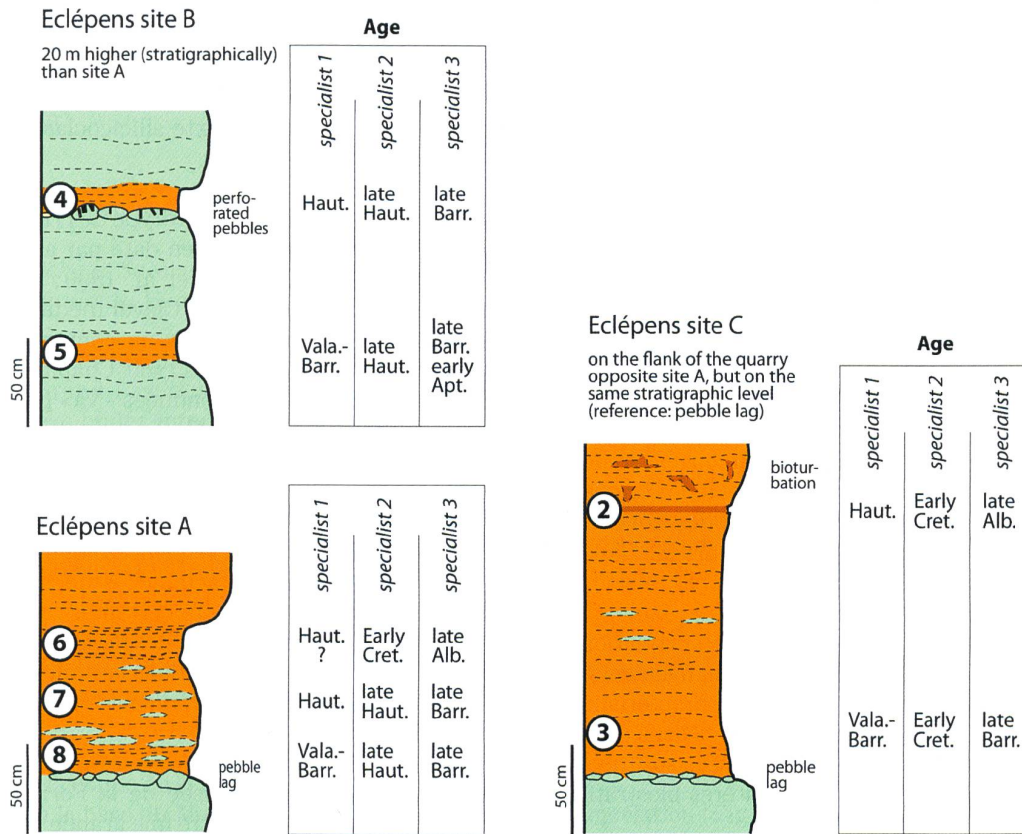 Eclépens site B
20 m higher (stratigraphically)
than site A
Age
specialist 1
specialist 2
specialist 3
4
perfo-
rated
pebbles
Haut.
late
Haut.
late
Barr.
5
Vala.-
Barr.
late
Haut.
late
Barr.
early
Apt.
50 cm
Eclépens site A
specialist 1
specialist 2
specialist 3
6
Haut.
?
Early
Cret.
late
Alb.
7
Haut.
late
Haut.
late
Barr.
8
Vala.-
Barr.
late
Haut.
late
Barr.
pebble
lag
50 cm
Eclépens site C
on the flank of the quarry
opposite site A, but on the
same stratigraphic level
(reference: pebble lag)
Age
specialist 1
specialist 2
specialist 3
biotur-
bation
2
Haut.
Early
Cret.
late
Alb.
3
Vala.-
Barr.
Early
Cret.
late
Barr.
pebble
lag
50 cm